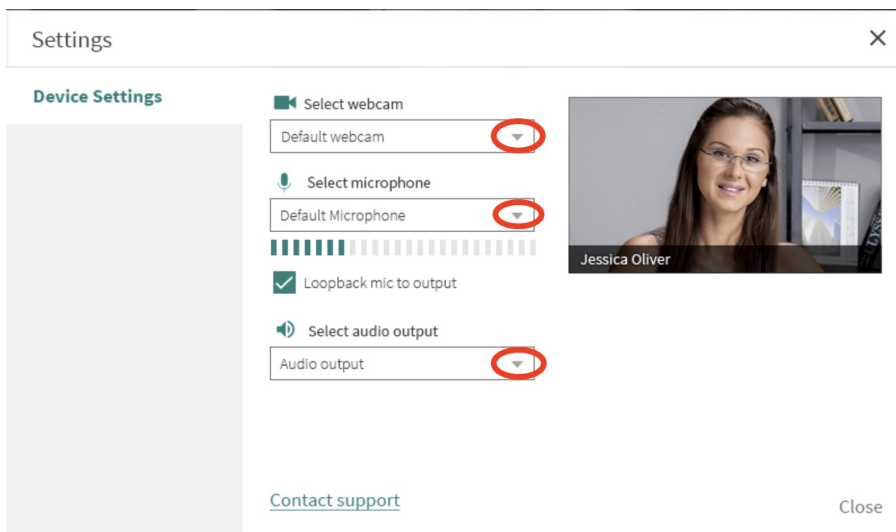 Settings
Device Settings
Select webcam
Default webcam
Select microphone
Default Microphone
Loopback mic to output
Select audio output
Audio output
Jessica Oliver
Contact support
Close